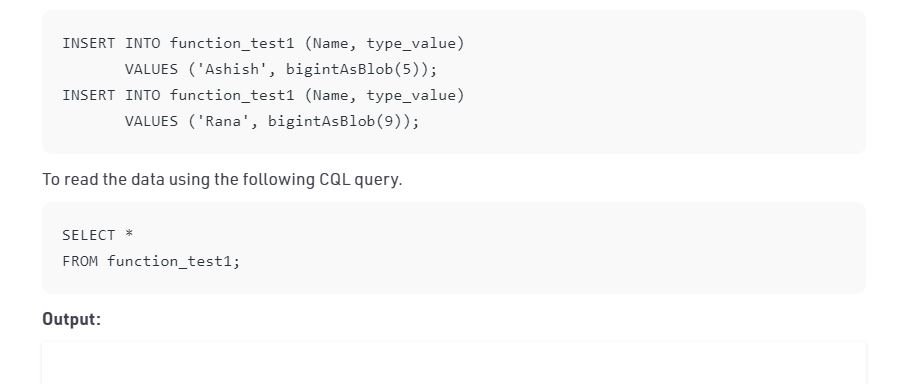 INSERT INTO function_test1 (Name, type_value)
       VALUES ('Ashish', bigintAsBlob(5));
INSERT INTO function_test1 (Name, type_value)
       VALUES ('Rana', bigintAsBlob(9));
To read the data using the following CQL query.
SELECT *
FROM function_test1;
Output: